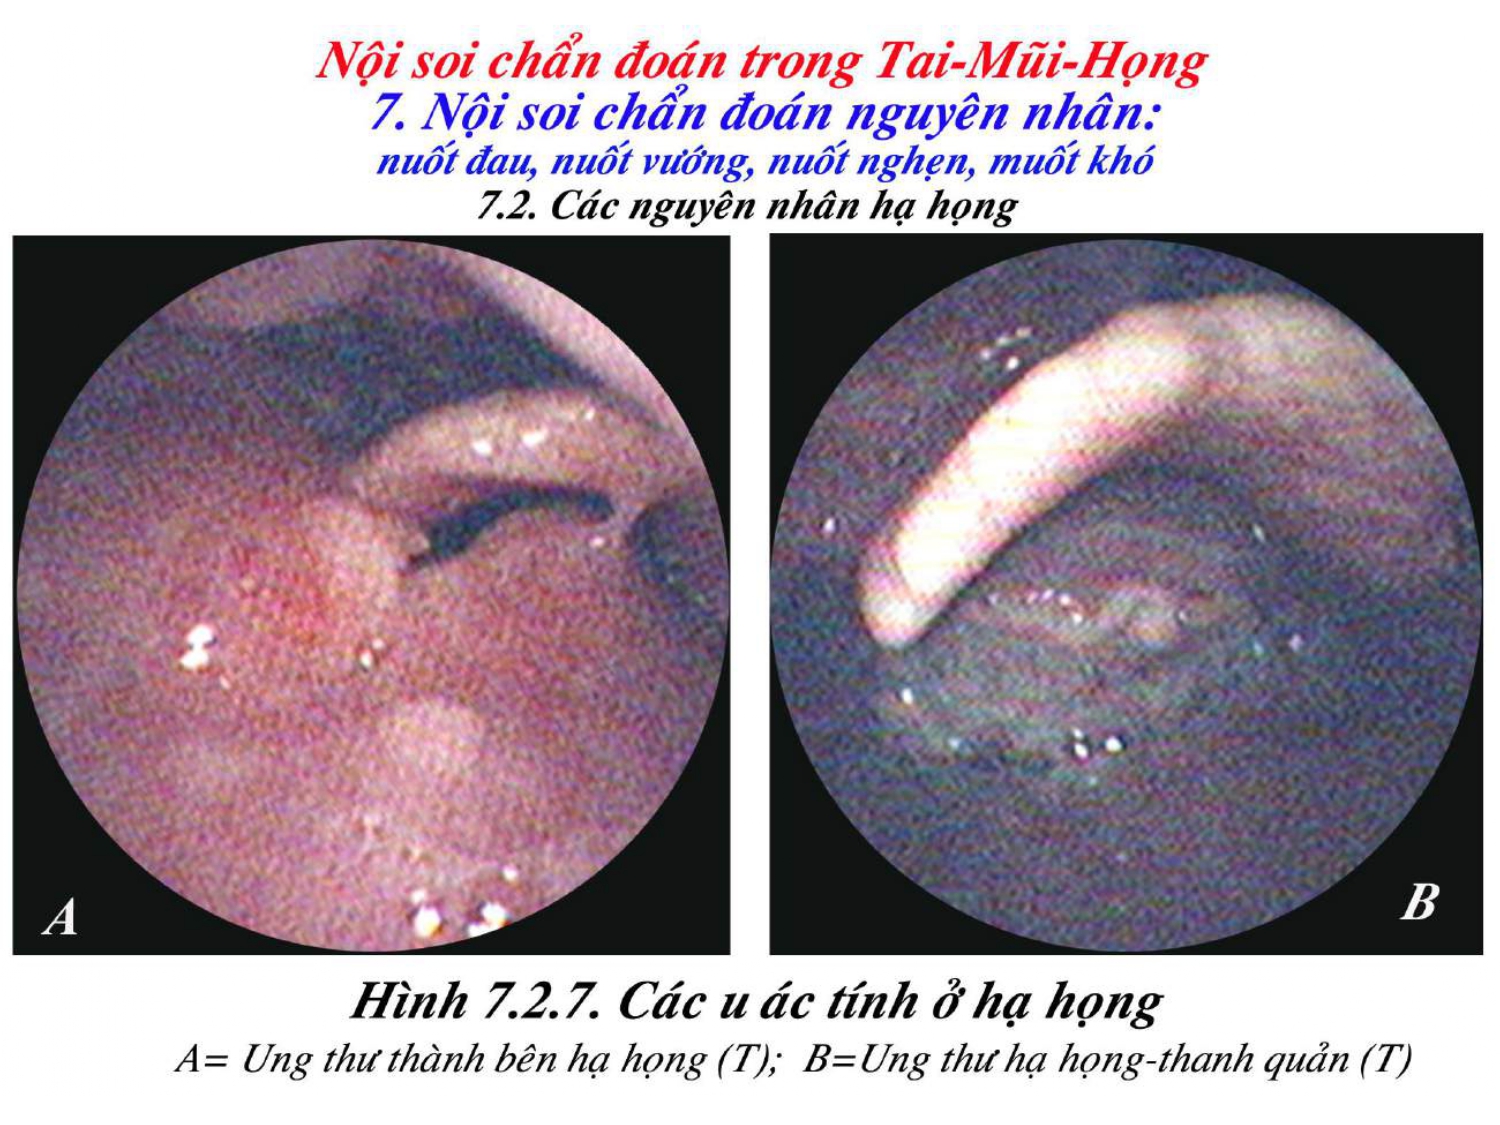 Nội soi chẩn đoán trong Tai-Mũi-Họng
7. Nội soi chẩn đoán nguyên nhân:
nuốt đau, nuốt vướng, nuốt nghẹn, muốt khó
7.2. Các nguyên nhân hạ họng
A
B
Hình 7.2.7. Các u ác tính ở hạ họng
A= Ung thư thành bên hạ họng (T); B=Ung thư hạ họng-thanh quản (T)